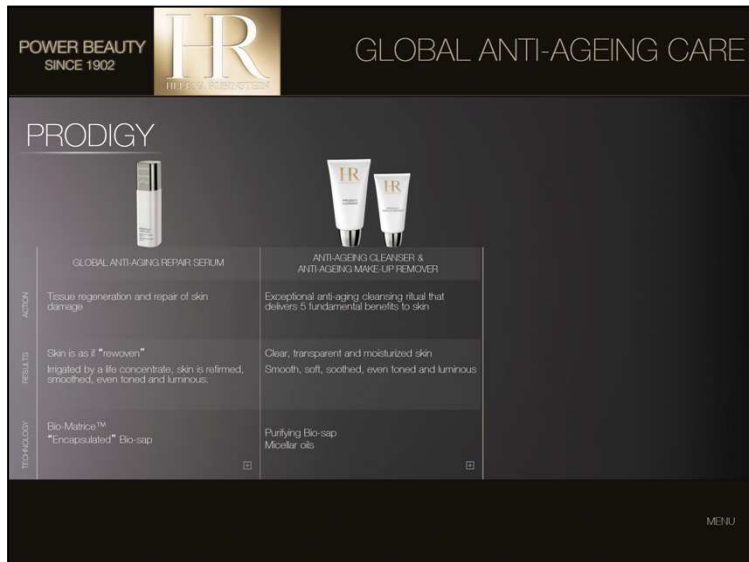 POWER BEAUTY
SINCE 1902
HR
HELENA RUBINSTEIN
GLOBAL ANTI-AGEING CARE
PRODIGY
HR
HR
GLOBAL ANTI-AGING REPAIR SERUM
ANTI-AGEING CLEANSER &
ANTI-AGEING MAKE-UP REMOVER
ACTION
Tissue regeneration and repair of skin
damage
Exceptional anti-aging cleansing ritual that
delivers 5 fundamental benefits to skin
RESULTS
Skin is as if "rewoven"
Irrigated by a life concentrate, skin is refirmed,
smoothed, even toned and luminous.
Clear, transparent and moisturized skin
Smooth, soft, soothed, even toned and luminous
TECHNOLOGY
Bio-Matrice™
"Encapsulated" Bio-sap
Purifying Bio-sap
Micellar oils
MENU